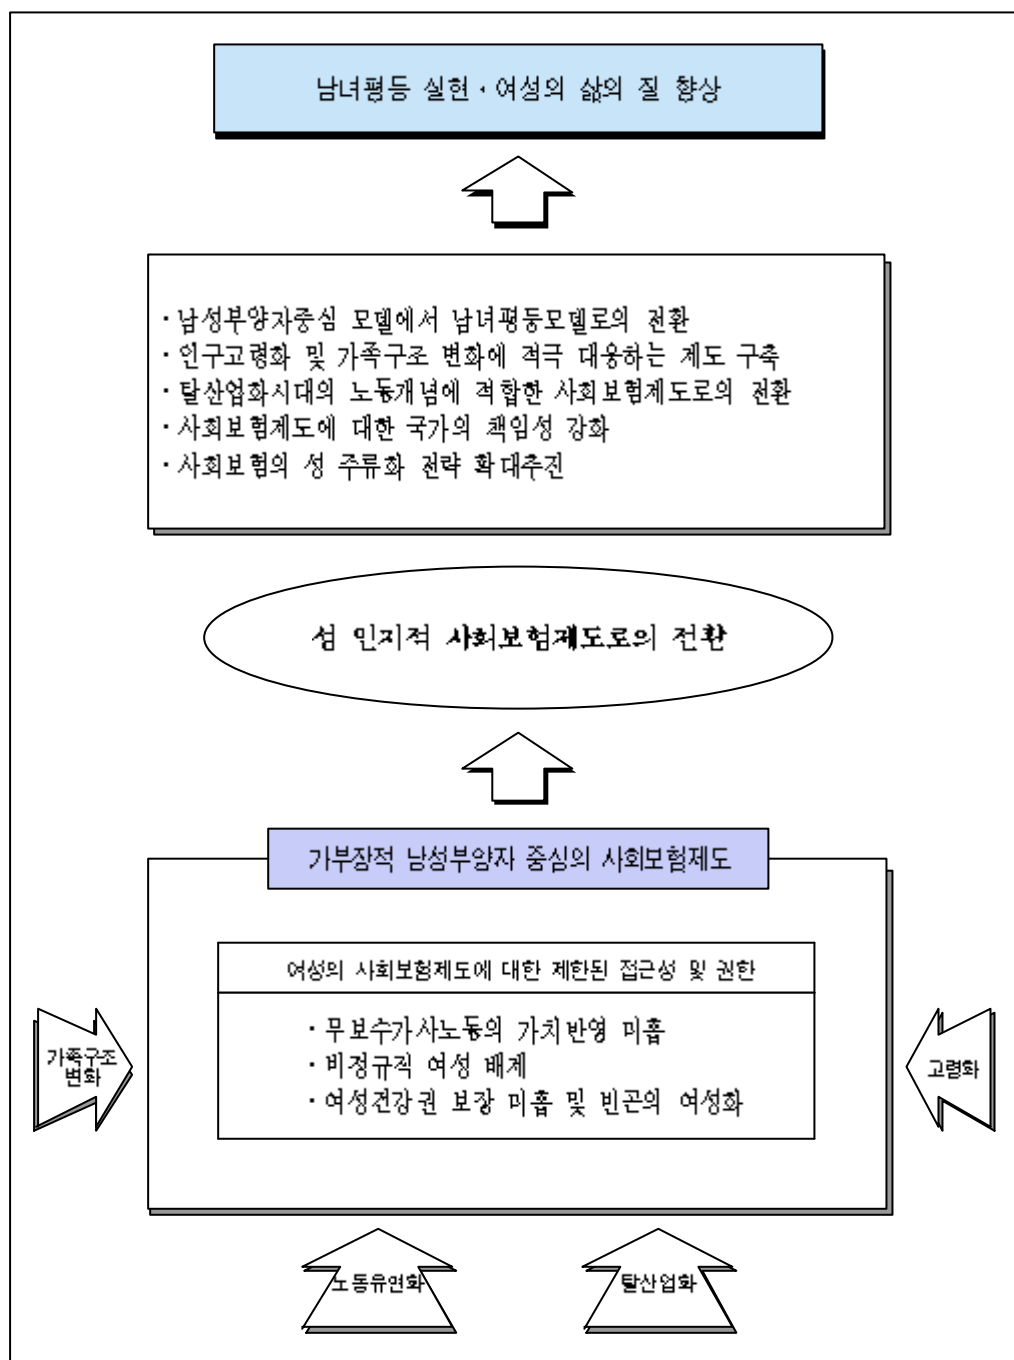 남녀평등 실현·여성의 삶의 질 향상
·남성부양자중심 모델에서 남녀평등모델로의 전환
·인구고령화 및 가족구조 변화에 적극 대응하는 제도 구축
·탈산업화시대의 노동개념에 적합한 사회보험제도로의 전환
·사회보험제도에 대한 국가의 책임성 강화
·사회보험의 성 주류화 전략 확대추진
성 인지적 사회보험제도로의 전환
가부장적 남성부양자 중심의 사회보험제도
여성의 사회보험제도에 대한 제한된 접근성 및 권한
·무보수가사노동의 가치반영 미흡
·비정규직 여성 배제
·여성건강권 보장 미흡 및 빈곤의 여성화
가족구조
변화
고령화
노동유연화
탈산업화